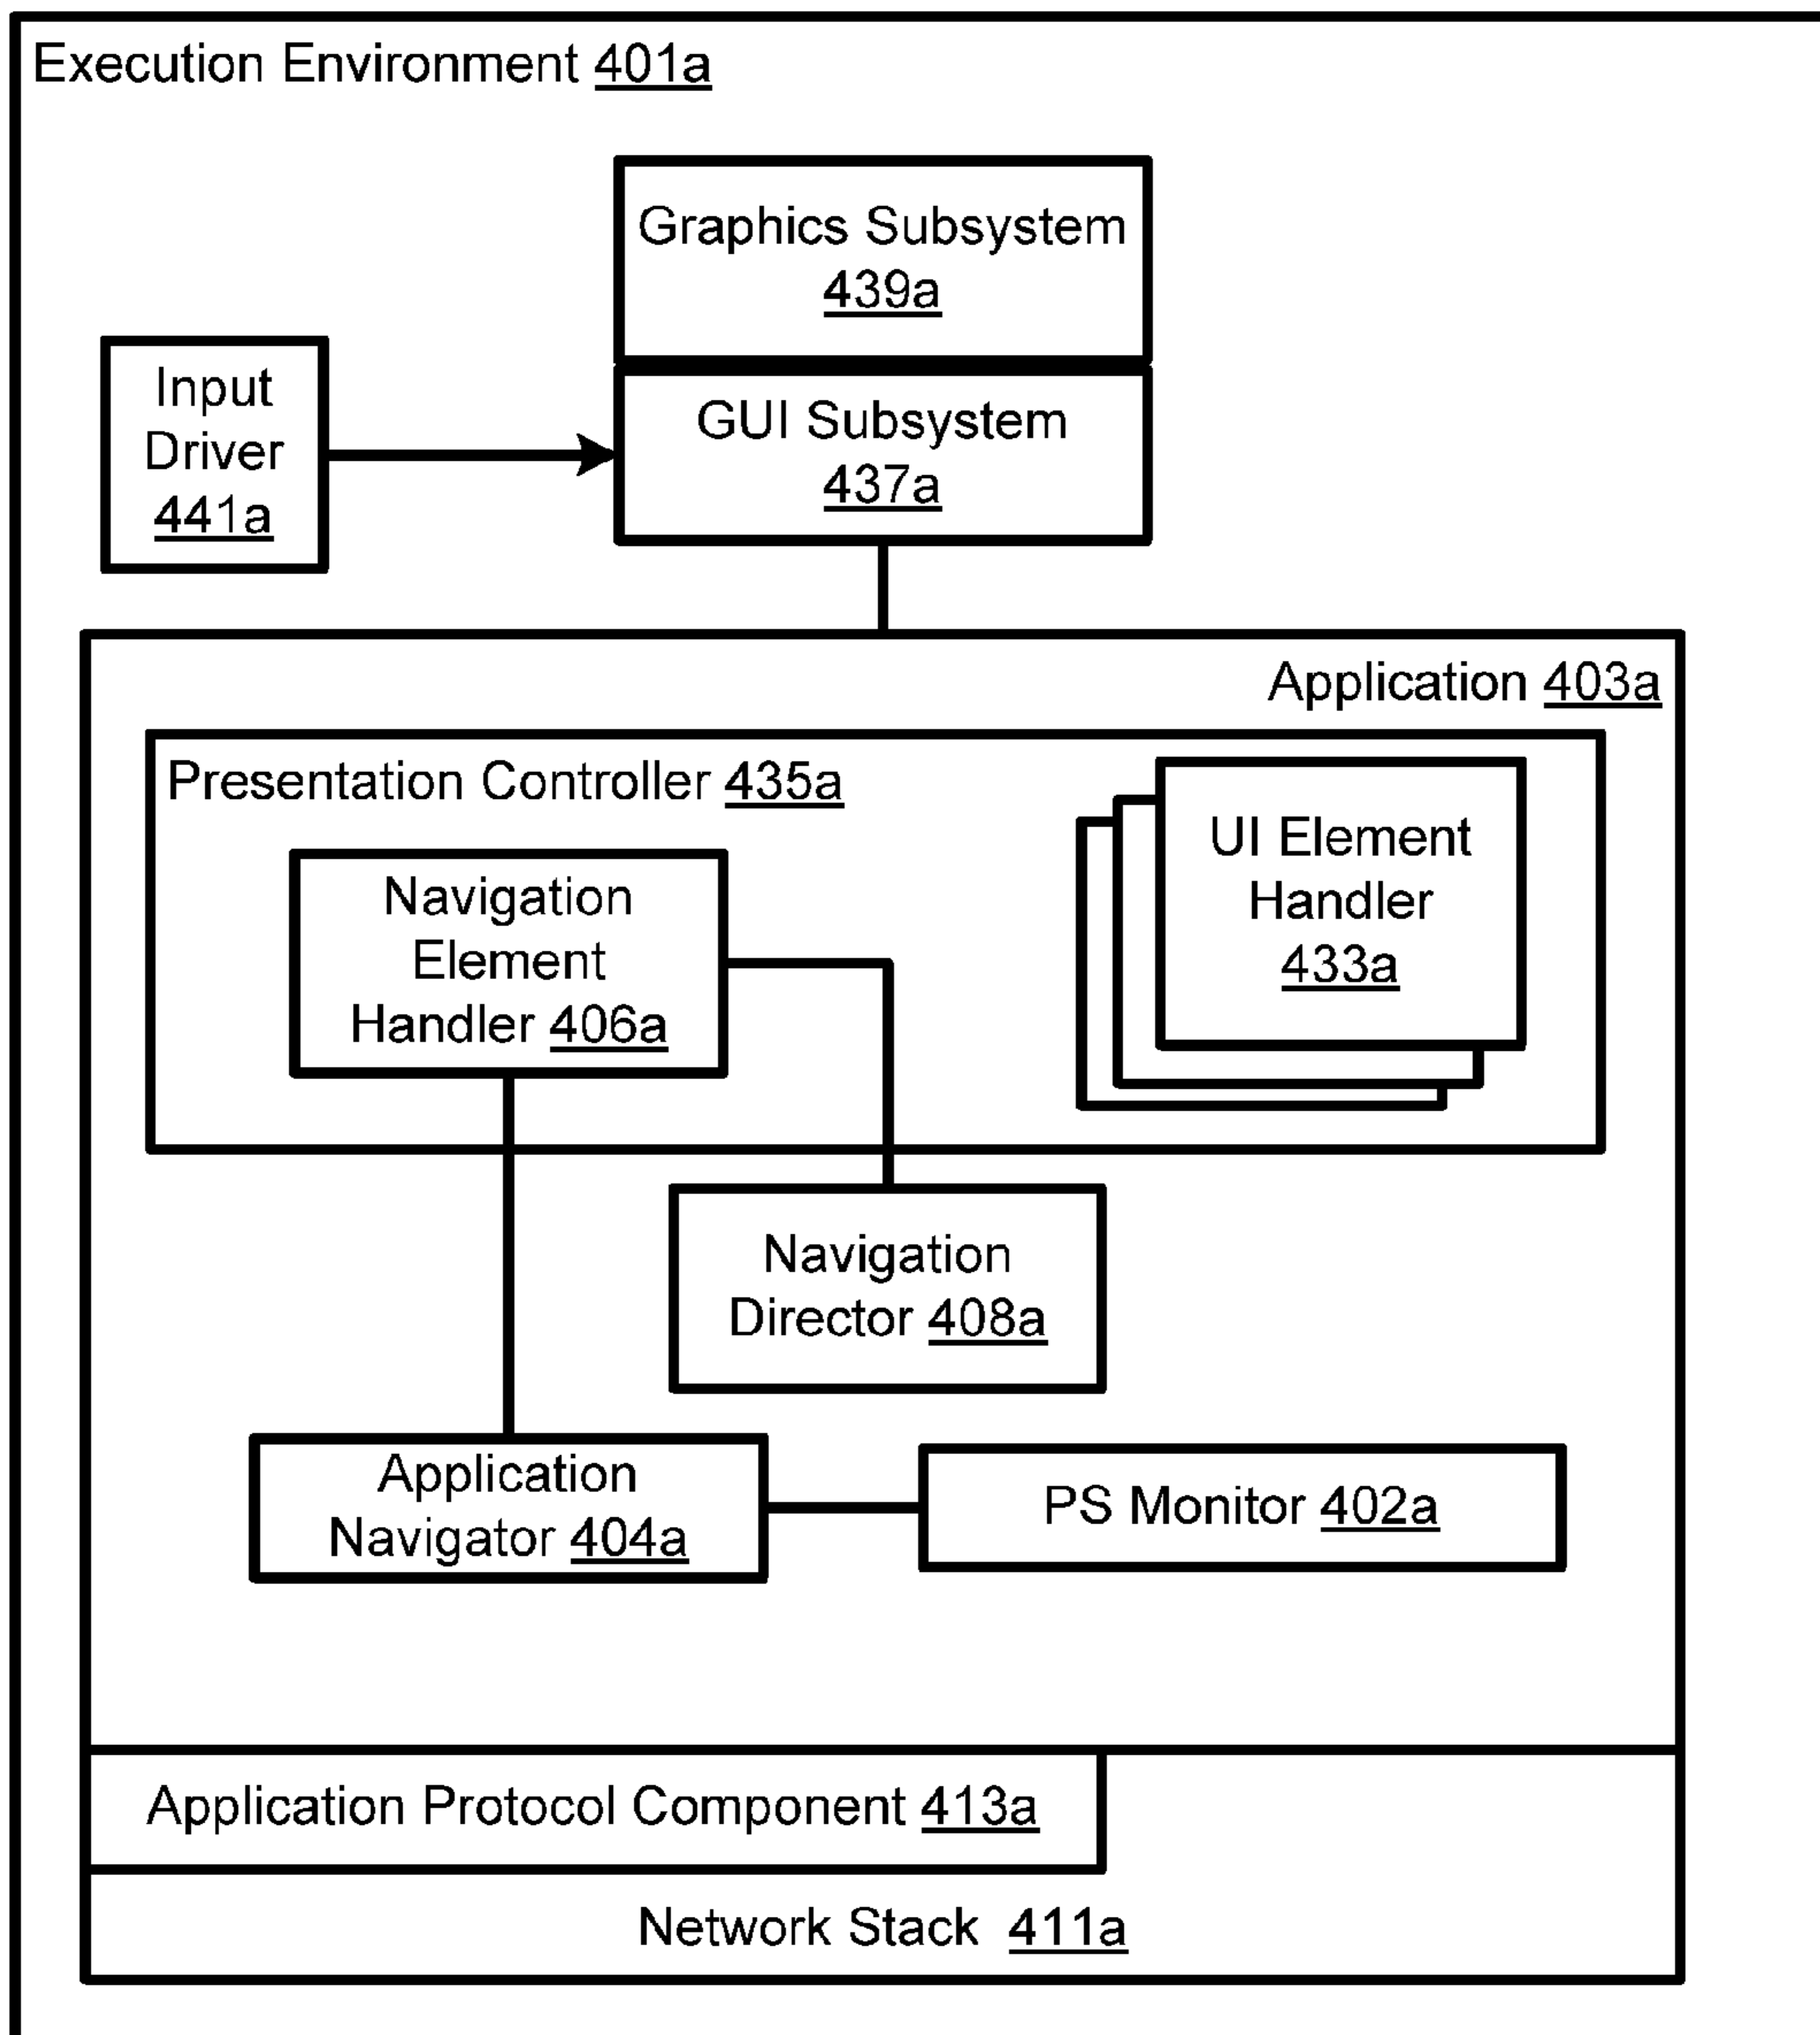 Execution Environment 401a
Graphics Subsystem
439a
Input
Driver
441a
GUI Subsystem
437a
Application 403a
Presentation Controller 435a
UI Element
Handler
433a
Navigation
Element
Handler 406a
Navigation
Director 408a
Application
Navigator 404a
PS Monitor 402a
Application Protocol Component 413a
Network Stack 411a